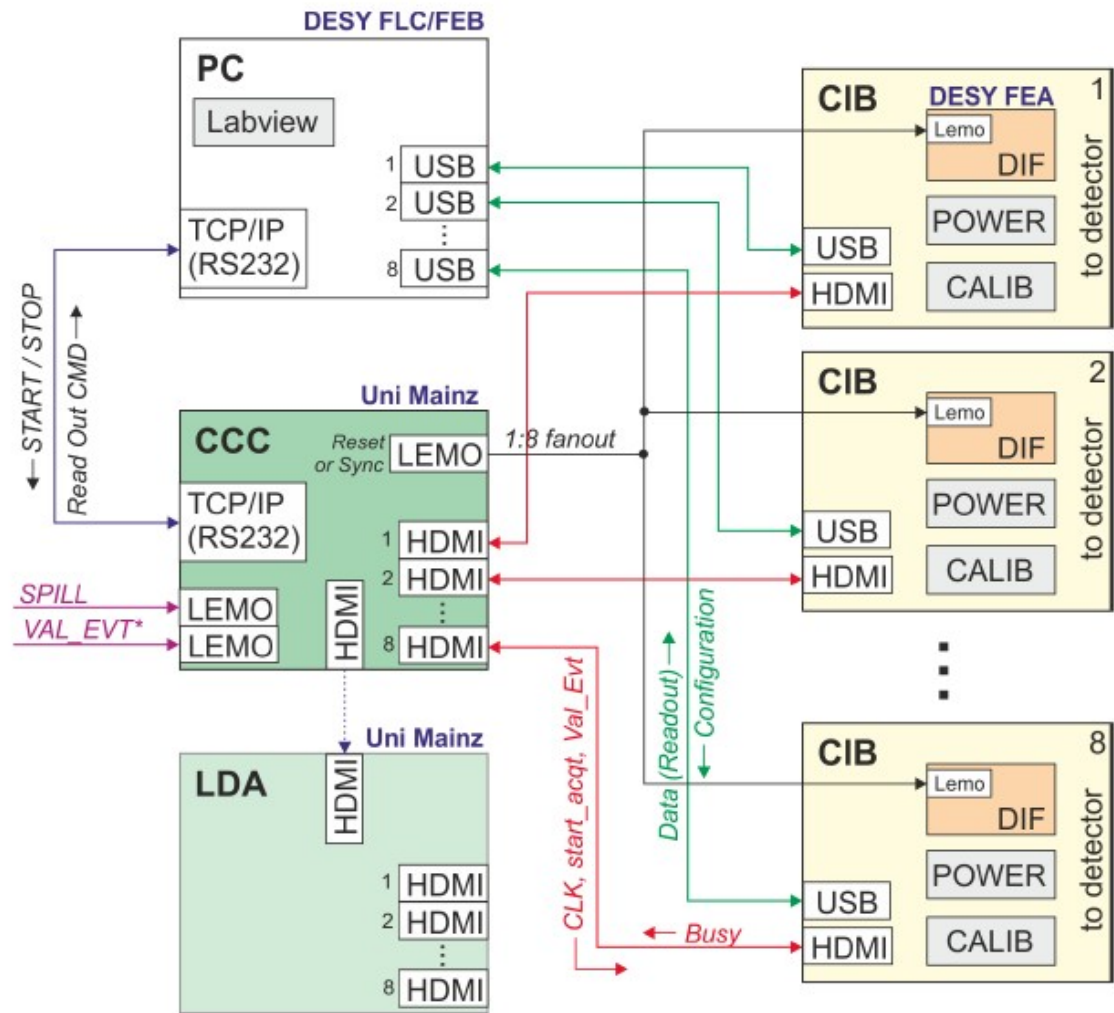 DESY FLC/FEB
PC
Labview
1 USB
2 USB
8 USB
TCP/IP
(RS232)
← START / STOP
Read Out CMD →
Uni Mainz
CCC
Reset
or Sync
LEMO
1:8 fanout
TCP/IP
(RS232)
1 HDMI
2 HDMI
8 HDMI
HDMI
SPILL
LEMO
VAL_EVT*
LEMO
Uni Mainz
LDA
HDMI
1 HDMI
2 HDMI
8 HDMI
CLK, start_acqt, Val_Evt
Data (Readout) →
← Configuration
← Busy
CIB
1
DESY FEA
Lemo
DIF
POWER
CALIB
USB
HDMI
to detector
CIB
2
Lemo
DIF
POWER
CALIB
USB
HDMI
to detector
CIB
8
Lemo
DIF
POWER
CALIB
USB
HDMI
to detector